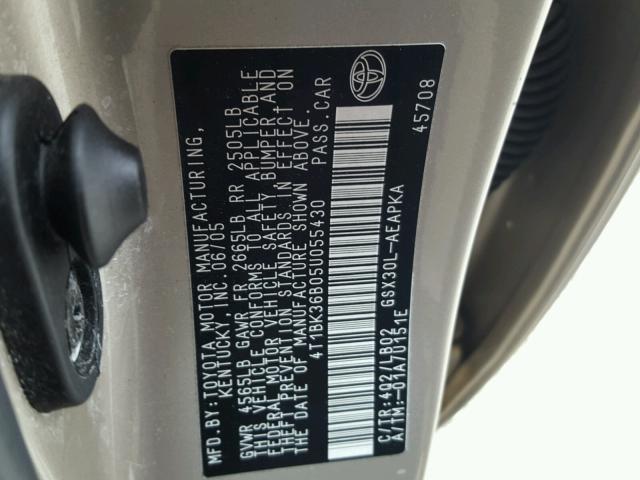 MFD.BY:TOYOTA MOTOR MANUFACTURING,
KENTUCKY, INC. 06/05
GVWR 4565LB GAWR FR 2665LB RR 2505LB
THIS VEHICLE CONFORMS TO ALL APPLICABLE
FEDERAL MOTOR VEHICLE SAFETY, BUMPER AND
THEFT PREVENTION STANDARDS IN EFFECT ON
THE DATE OF MANUFACTURE SHOWN ABOVE.
4T1BK36B05U055430 PASS.CAR
C/TR:4Q2/LB02 GSX30L-AEAPKA
A/TM:-01A/U0151E 45708